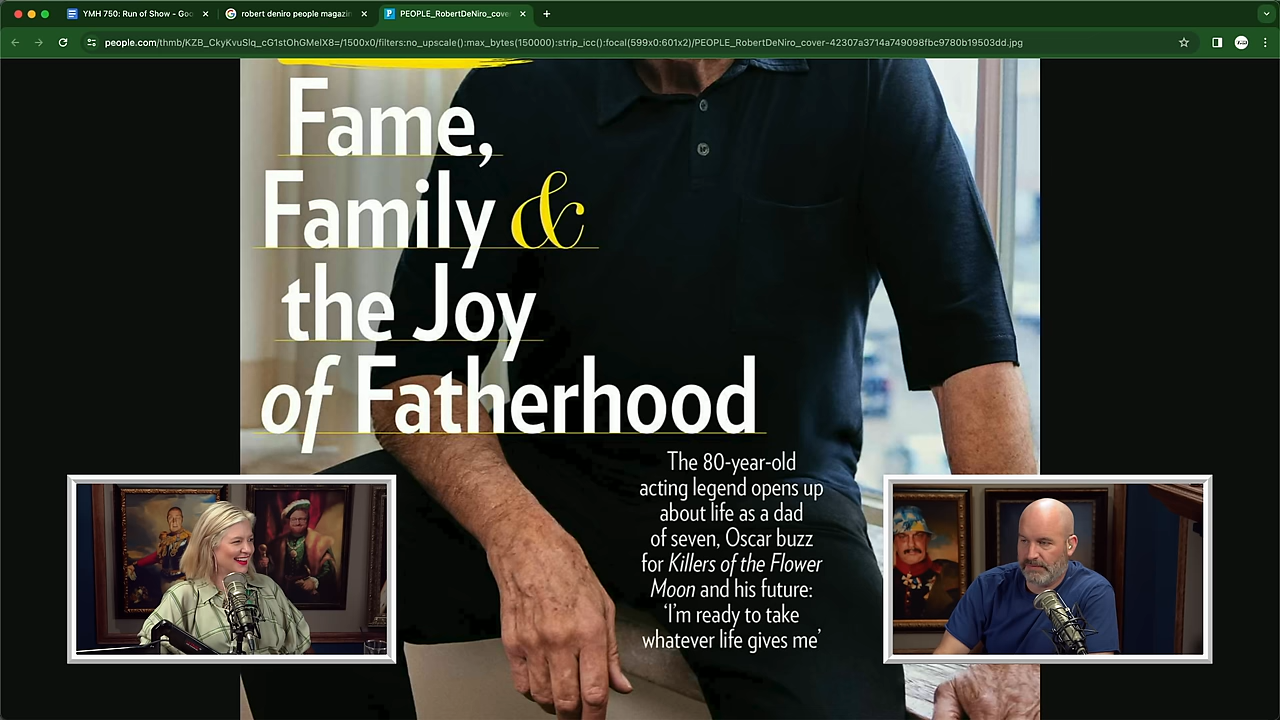 YMH 750: Run of Show - Goo
robert deniro people magazin
PEOPLE_RobertDeNiro_cover
people.com/thmb/KZB_CkyKvuSlq_cG1stOhGMeIX8=/1500x0/filters:no_upscale():max_bytes(150000):strip_icc():focal(599x0:601x2)/PEOPLE_RobertDeNiro_cover-42307a3714a749098fbc9780b19503dd.jpg
Fame,
Family &
the Joy
of Fatherhood
The 80-year-old
acting legend opens up
about life as a dad
of seven, Oscar buzz
for Killers of the Flower
Moon and his future:
‘I’m ready to take
whatever life gives me’